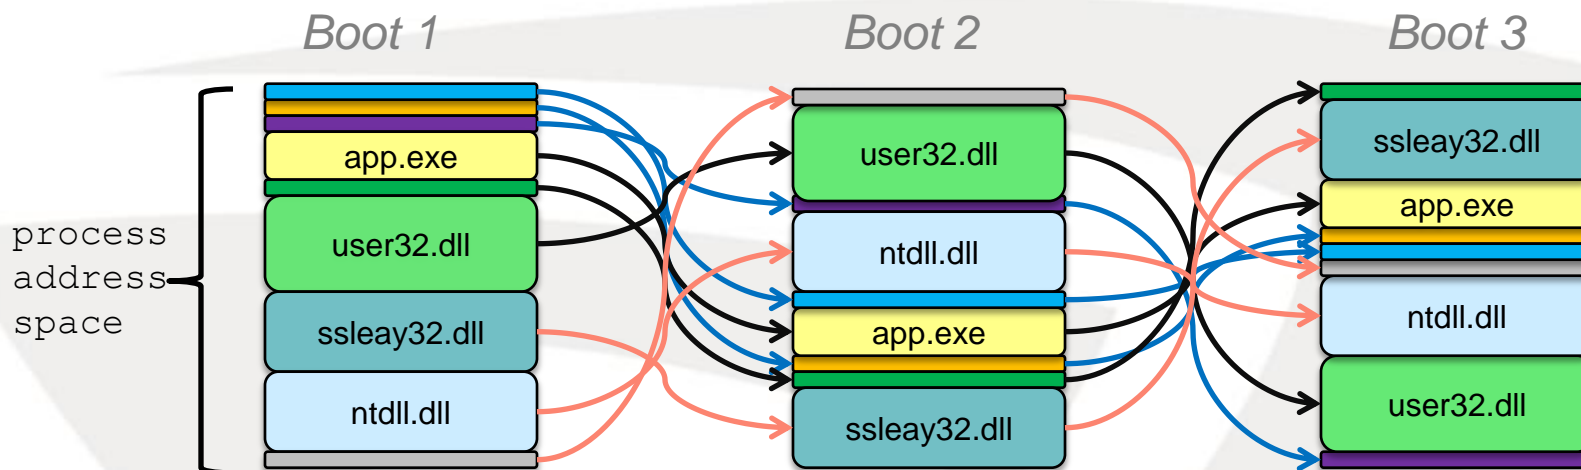 Boot 1
Boot 2
Boot 3
process
address
space
app.exe
user32.dll
ssleay32.dll
ntdll.dll
user32.dll
ntdll.dll
app.exe
ssleay32.dll
ssleay32.dll
app.exe
ntdll.dll
user32.dll